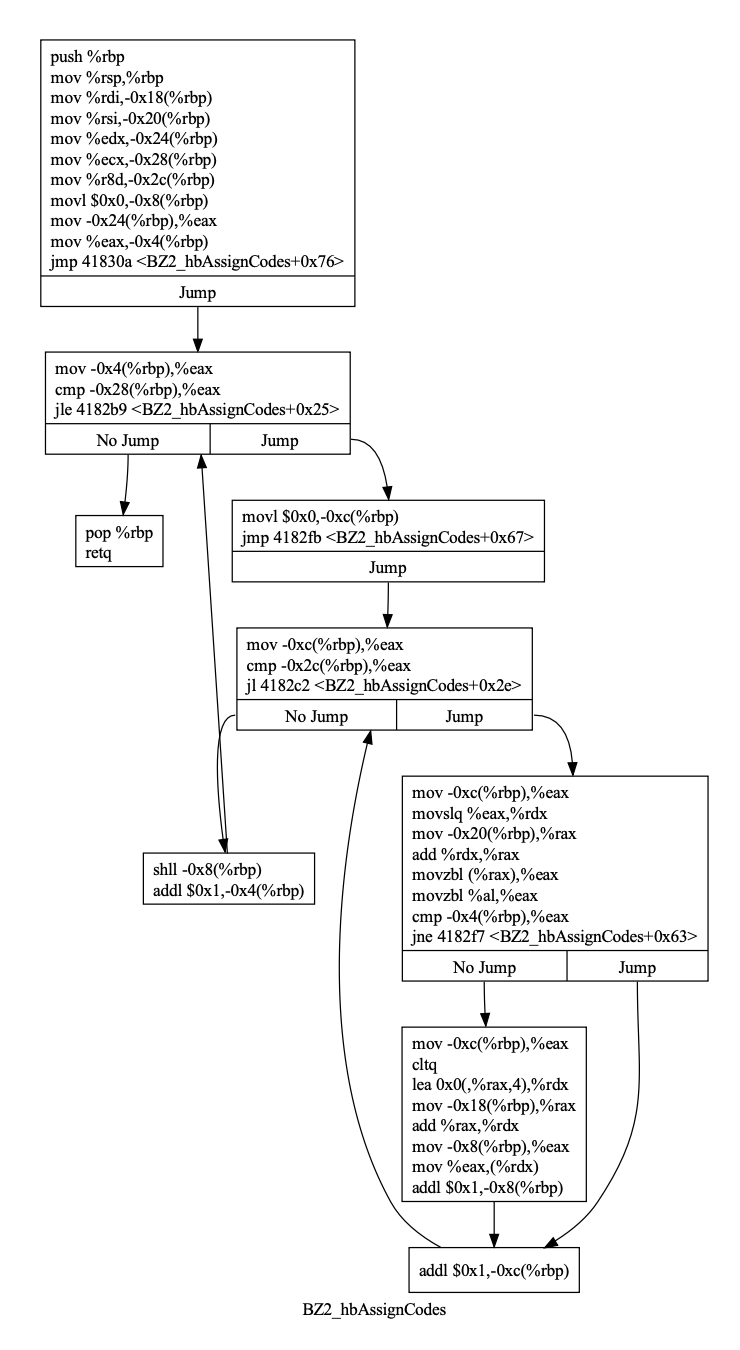 push %rbp
mov %rsp,%rbp
mov %rdi,-0x18(%rbp)
mov %rsi,-0x20(%rbp)
mov %edx,-0x24(%rbp)
mov %ecx,-0x28(%rbp)
mov %r8d,-0x2c(%rbp)
movl $0x0,-0x8(%rbp)
mov -0x24(%rbp),%eax
mov %eax,-0x4(%rbp)
jmp 41830a <BZ2_hbAssignCodes+0x76>
Jump
mov -0x4(%rbp),%eax
cmp -0x28(%rbp),%eax
jle 4182b9 <BZ2_hbAssignCodes+0x25>
No Jump
Jump
pop %rbp
retq
movl $0x0,-0xc(%rbp)
jmp 4182fb <BZ2_hbAssignCodes+0x67>
Jump
mov -0xc(%rbp),%eax
cmp -0x2c(%rbp),%eax
jl 4182c2 <BZ2_hbAssignCodes+0x2e>
No Jump
Jump
shll -0x8(%rbp)
addl $0x1,-0x4(%rbp)
mov -0xc(%rbp),%eax
movslq %eax,%rdx
mov -0x20(%rbp),%rax
add %rdx,%rax
movzbl (%rax),%eax
movzbl %al,%eax
cmp -0x4(%rbp),%eax
jne 4182f7 <BZ2_hbAssignCodes+0x63>
No Jump
Jump
mov -0xc(%rbp),%eax
cltq
lea 0x0(,%rax,4),%rdx
mov -0x18(%rbp),%rax
add %rax,%rdx
mov -0x8(%rbp),%eax
mov %eax,(%rdx)
addl $0x1,-0x8(%rbp)
addl $0x1,-0xc(%rbp)
BZ2_hbAssignCodes